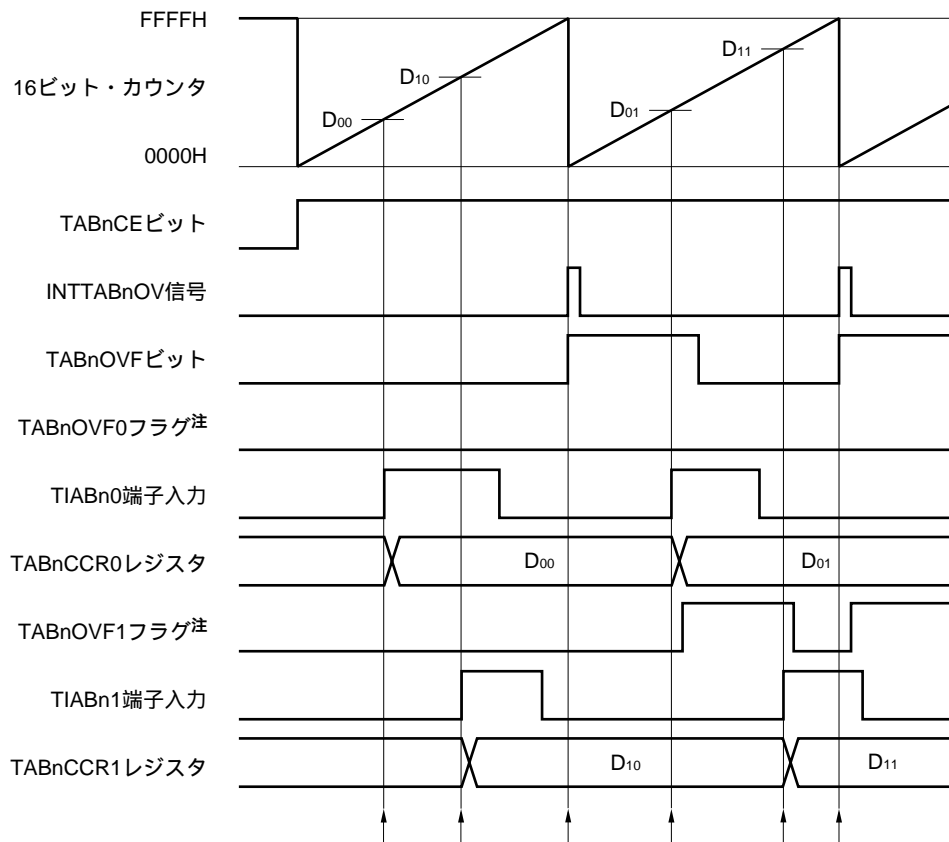 FFFFH
16ビット・カウンタ
0000H
D10
D00
D11
D01
TABnCEビット
INTTABnOV信号
TABnOVFビット
TABnOVF0フラグ注
TIABn0端子入力
TABnCCR0レジスタ
D00
D01
TABnOVF1フラグ注
TIABn1端子入力
TABnCCR1レジスタ
D10
D11